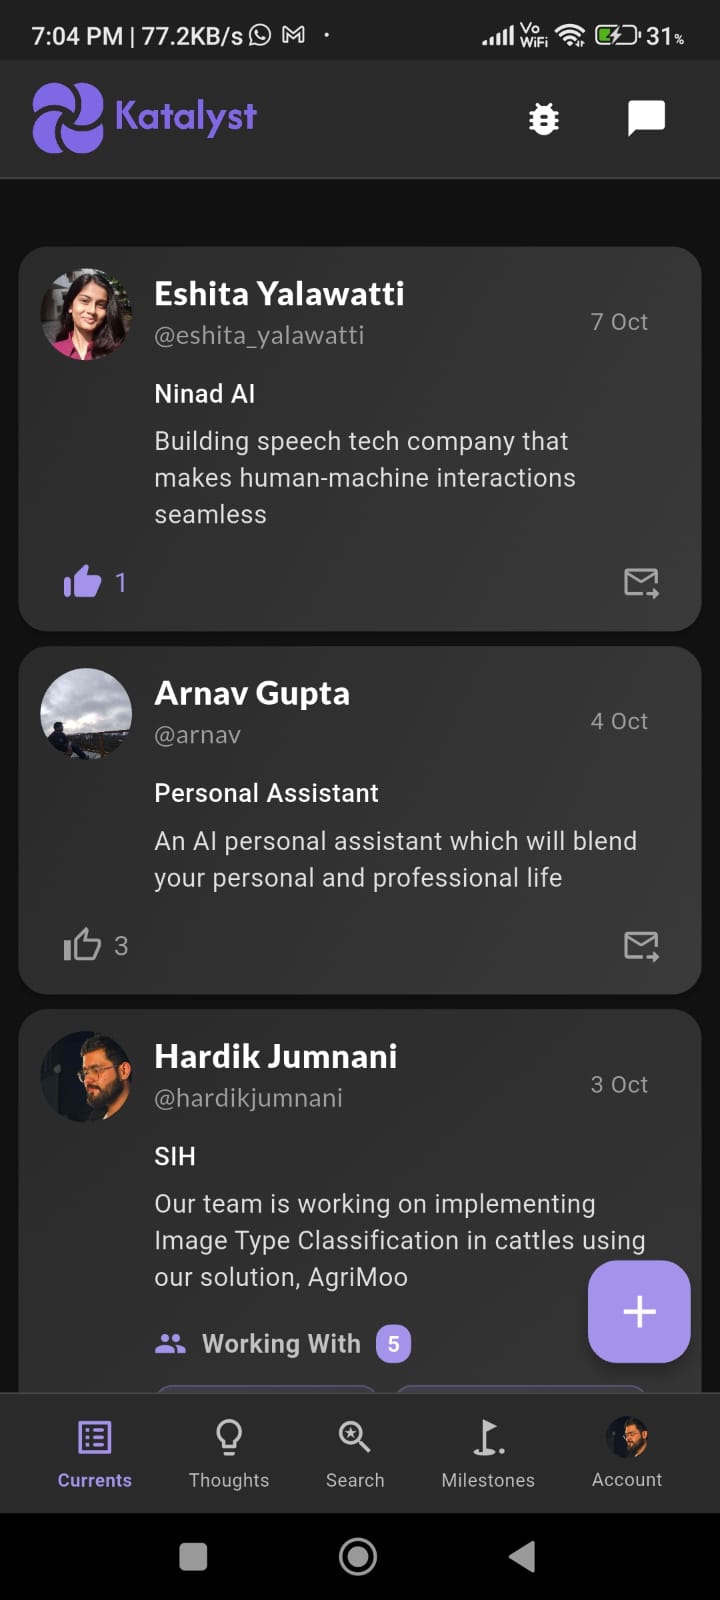 7:04 PM | 77.2KB/s
Vo
WiFi
31%
Katalyst
Eshita Yalawatti
@eshita_yalawatti
7 Oct
Ninad AI
Building speech tech company that
makes human-machine interactions
seamless
1
Arnav Gupta
@arnav
4 Oct
Personal Assistant
An AI personal assistant which will blend
your personal and professional life
3
Hardik Jumnani
@hardikjumnani
3 Oct
SIH
Our team is working on implementing
Image Type Classification in cattles using
our solution, AgriMoo
Working With 5
Currents
Thoughts
Search
Milestones
Account